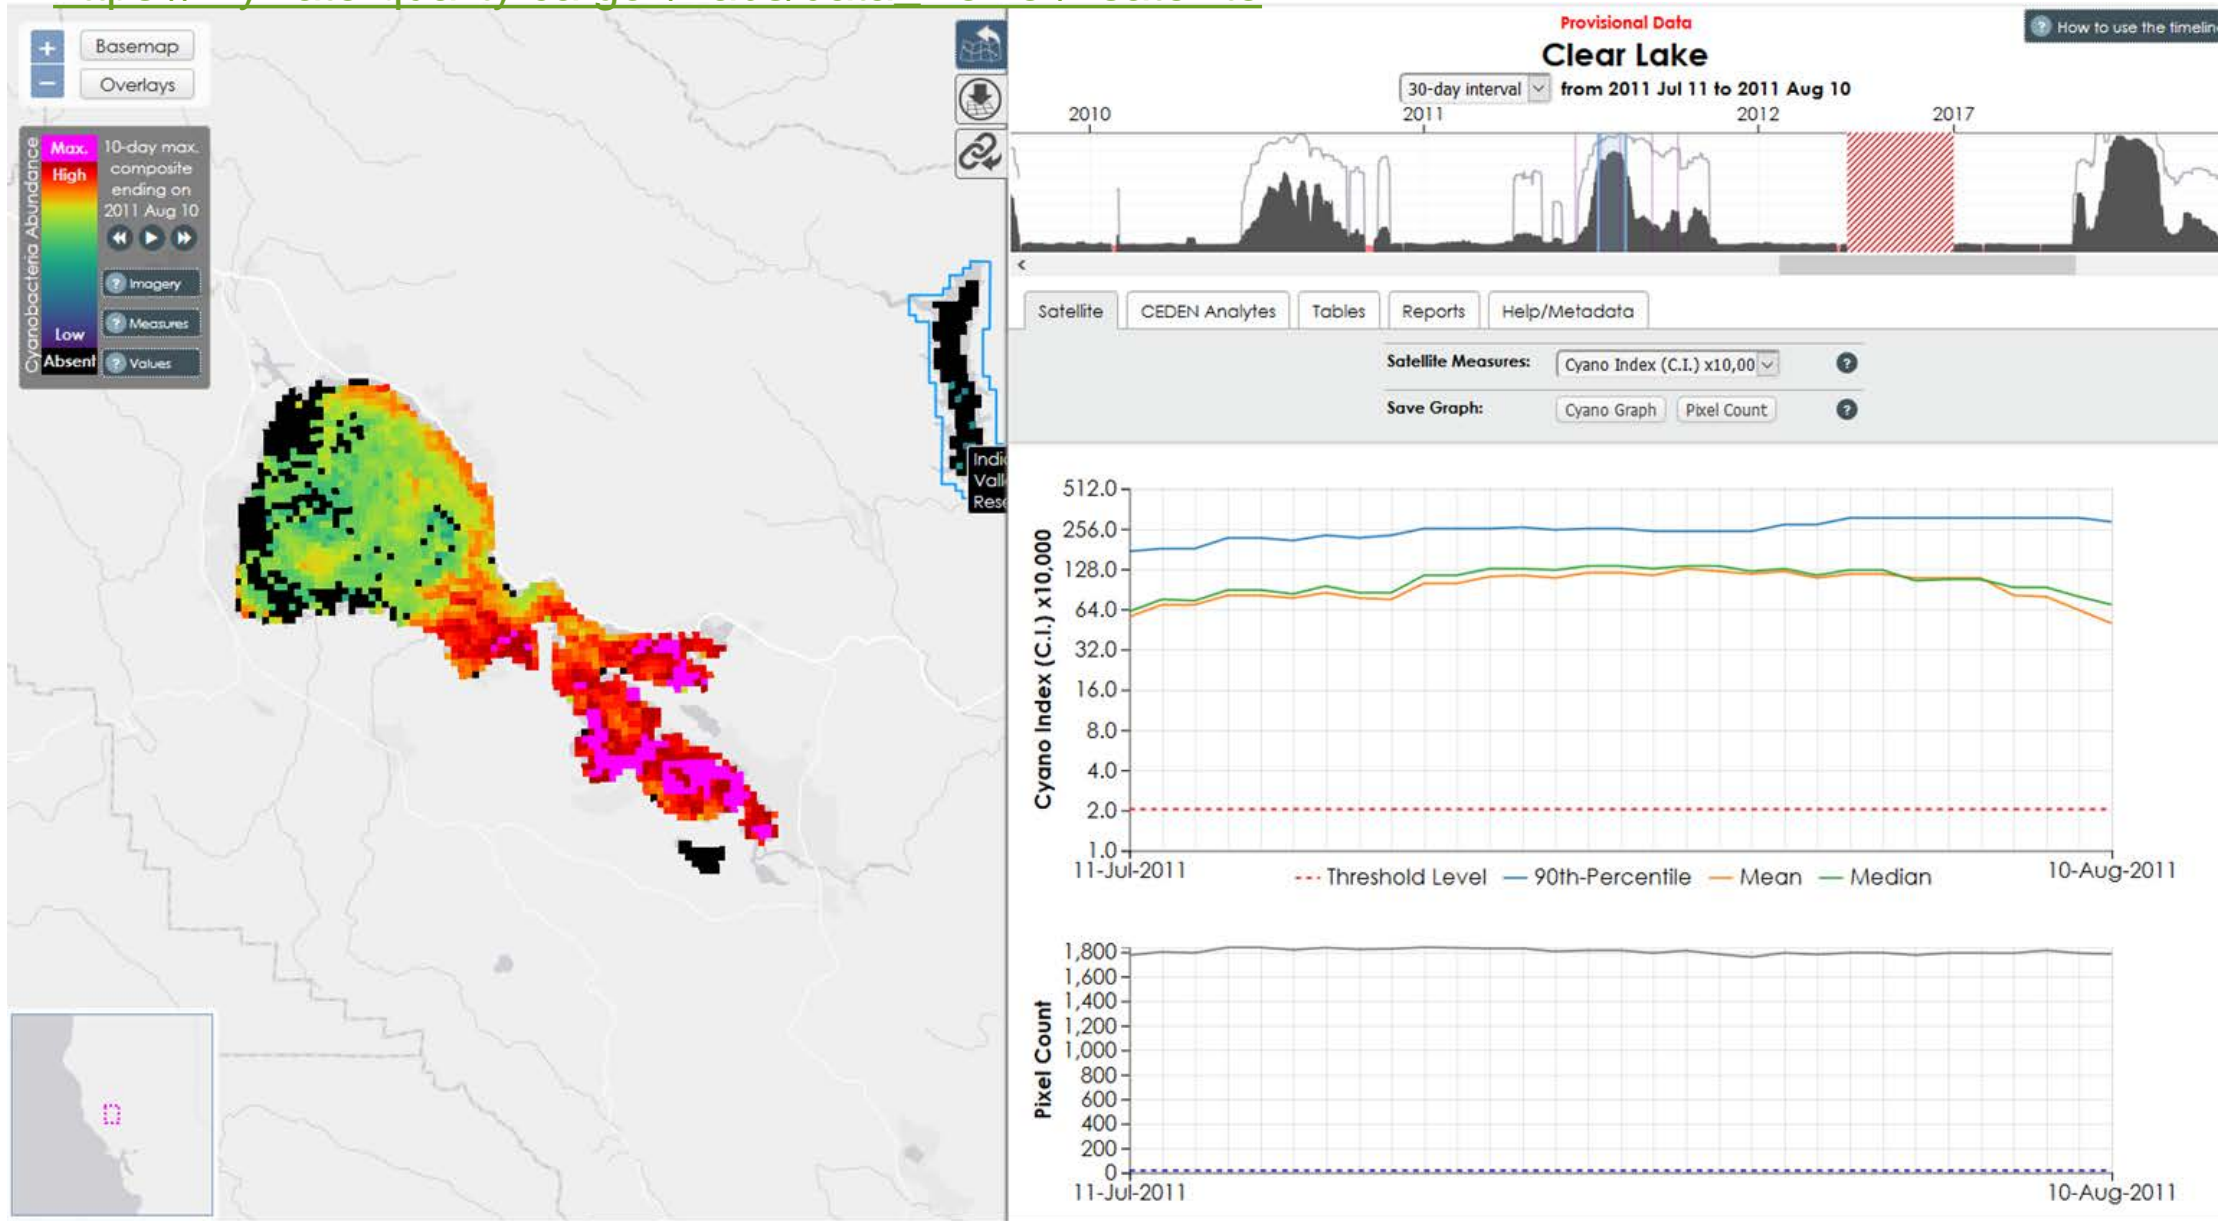 +
Basemap
−
Overlays
Cyanobacteria Abundance
Max.
High
Low
Absent
10-day max.
composite
ending on
2011 Aug 10
? Imagery
? Measures
? Values
Provisional Data
? How to use the timeline
Clear Lake
30-day interval from 2011 Jul 11 to 2011 Aug 10
2010 2011 2012 2017
<
Satellite CEDEN Analytes Tables Reports Help/Metadata
Satellite Measures: Cyano Index (C.I.) x10,00 ?
Save Graph: Cyano Graph Pixel Count ?
Indi
Vall
Rese
Cyano Index (C.I.) x10,000
512.0
256.0
128.0
64.0
32.0
16.0
8.0
4.0
2.0
1.0
11-Jul-2011 10-Aug-2011
Threshold Level 90th-Percentile Mean Median
Pixel Count
1,800
1,600
1,400
1,200
1,000
800
600
400
200
0
11-Jul-2011 10-Aug-2011